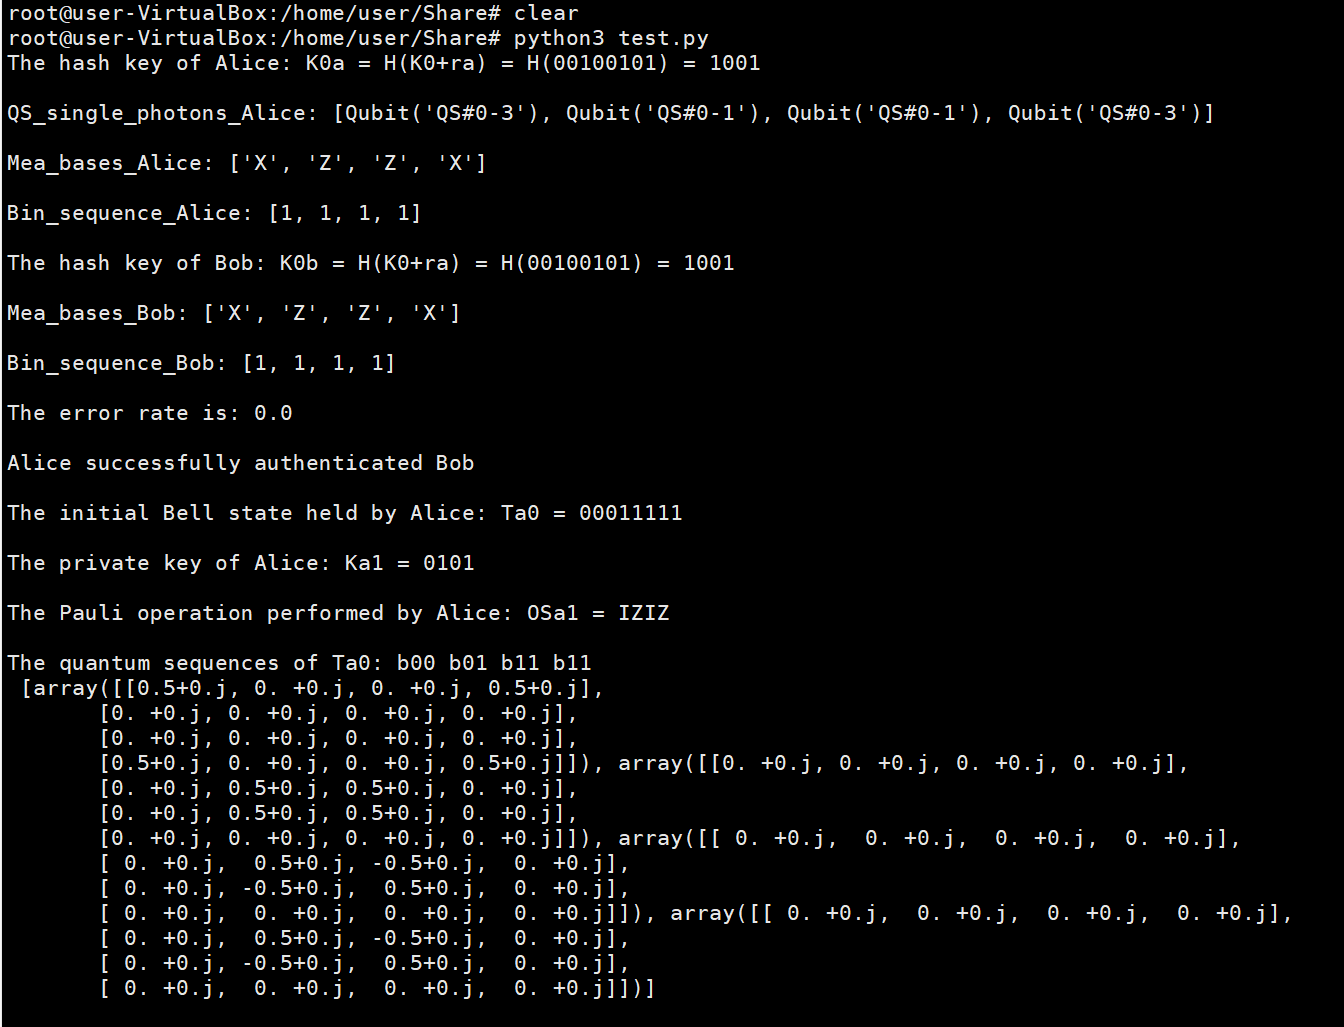 root@user-VirtualBox:/home/user/Share# clear
root@user-VirtualBox:/home/user/Share# python3 test.py
The hash key of Alice: K0a = H(K0+ra) = H(00100101) = 1001
QS_single_photons_Alice: [Qubit('QS#0-3'), Qubit('QS#0-1'), Qubit('QS#0-1'), Qubit('QS#0-3')]
Mea_bases_Alice: ['X', 'Z', 'Z', 'X']
Bin_sequence_Alice: [1, 1, 1, 1]
The hash key of Bob: K0b = H(K0+ra) = H(00100101) = 1001
Mea_bases_Bob: ['X', 'Z', 'Z', 'X']
Bin_sequence_Bob: [1, 1, 1, 1]
The error rate is: 0.0
Alice successfully authenticated Bob
The initial Bell state held by Alice: Ta0 = 00011111
The private key of Alice: Ka1 = 0101
The Pauli operation performed by Alice: OSa1 = IZIZ
The quantum sequences of Ta0: b00 b01 b11 b11
 [array([[0.5+0.j, 0. +0.j, 0. +0.j, 0.5+0.j],
       [0. +0.j, 0. +0.j, 0. +0.j, 0. +0.j],
       [0. +0.j, 0. +0.j, 0. +0.j, 0. +0.j],
       [0.5+0.j, 0. +0.j, 0. +0.j, 0.5+0.j]]), array([[0. +0.j, 0. +0.j, 0. +0.j, 0. +0.j],
       [0. +0.j, 0.5+0.j, 0.5+0.j, 0. +0.j],
       [0. +0.j, 0.5+0.j, 0.5+0.j, 0. +0.j],
       [0. +0.j, 0. +0.j, 0. +0.j, 0. +0.j]]), array([[ 0. +0.j,  0. +0.j,  0. +0.j,  0. +0.j],
       [ 0. +0.j,  0.5+0.j, -0.5+0.j,  0. +0.j],
       [ 0. +0.j, -0.5+0.j,  0.5+0.j,  0. +0.j],
       [ 0. +0.j,  0. +0.j,  0. +0.j,  0. +0.j]]), array([[ 0. +0.j,  0. +0.j,  0. +0.j,  0. +0.j],
       [ 0. +0.j,  0.5+0.j, -0.5+0.j,  0. +0.j],
       [ 0. +0.j, -0.5+0.j,  0.5+0.j,  0. +0.j],
       [ 0. +0.j,  0. +0.j,  0. +0.j,  0. +0.j]])]